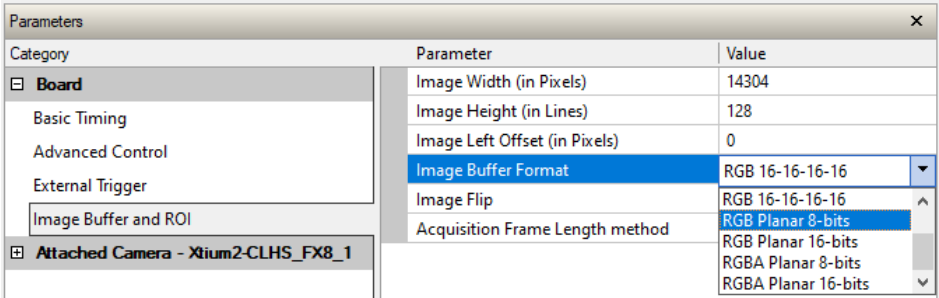 Parameters
Category
Board
Basic Timing
Advanced Control
External Trigger
Image Buffer and ROI
Attached Camera - Xtium2-CLHS_FX8_1
Parameter Value
Image Width (in Pixels) 14304
Image Height (in Lines) 128
Image Left Offset (in Pixels) 0
Image Buffer Format RGB 16-16-16-16
Image Flip
Acquisition Frame Length method
RGB 16-16-16-16
RGB Planar 8-bits
RGB Planar 16-bits
RGBA Planar 8-bits
RGBA Planar 16-bits